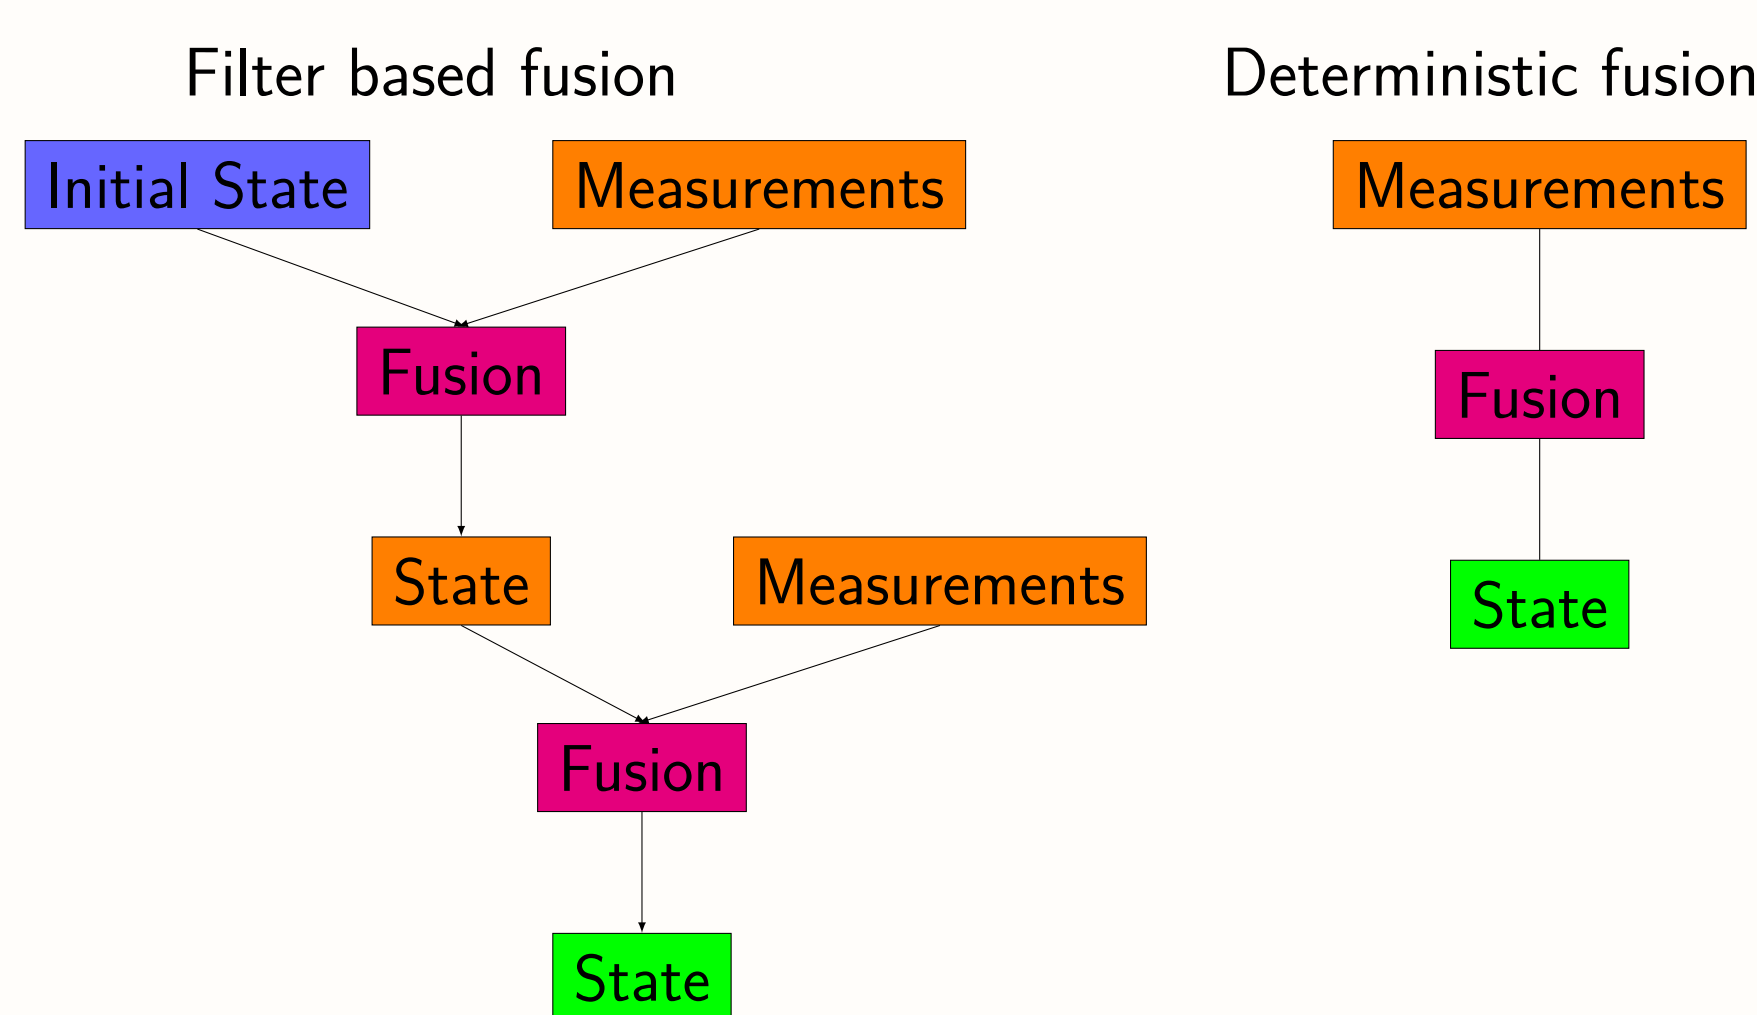 Filter based fusion
Initial State
Measurements
Fusion
State
Measurements
Fusion
State
Deterministic fusion
Measurements
Fusion
State